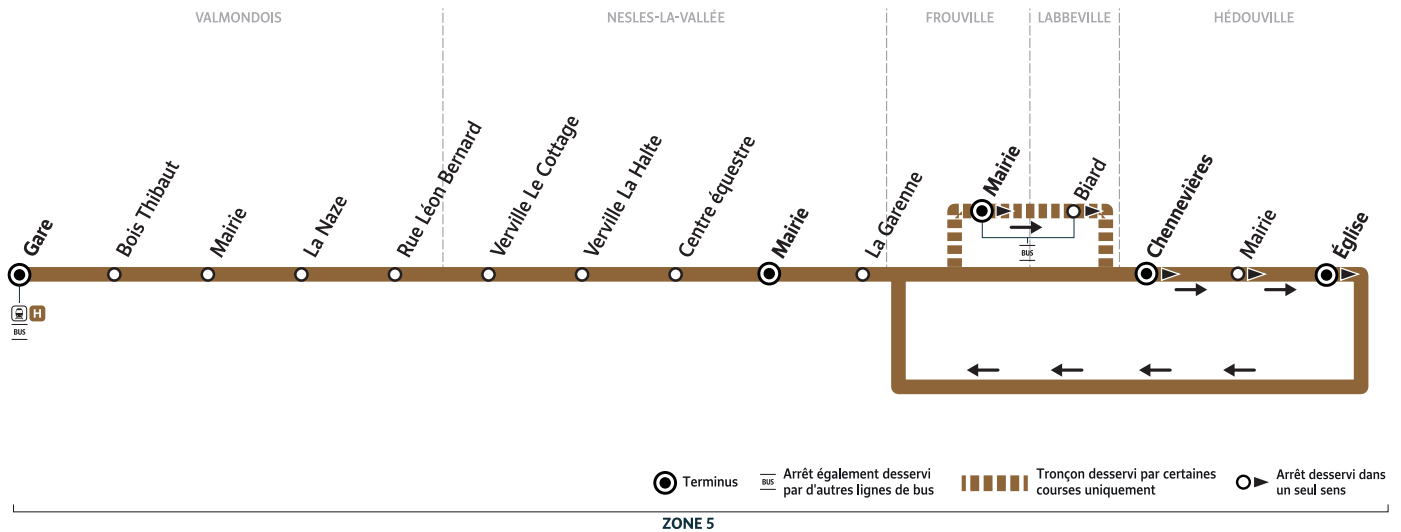 VALMONDOIS
NESLES-LA-VALLÉE
FROUVILLE
LABBEVILLE
HÉDOUVILLE
Gare
Bois Thibaut
Mairie
La Naze
Rue Léon Bernard
Verville Le Cottage
Verville La Halte
Centre équestre
Mairie
La Garenne
Mairie
Biard
Chennevières
Mairie
Église
BUS
H
BUS
Terminus
BUS
Arrêt également desservi
par d'autres lignes de bus
Tronçon desservi par certaines
courses uniquement
Arrêt desservi dans
un seul sens
ZONE 5